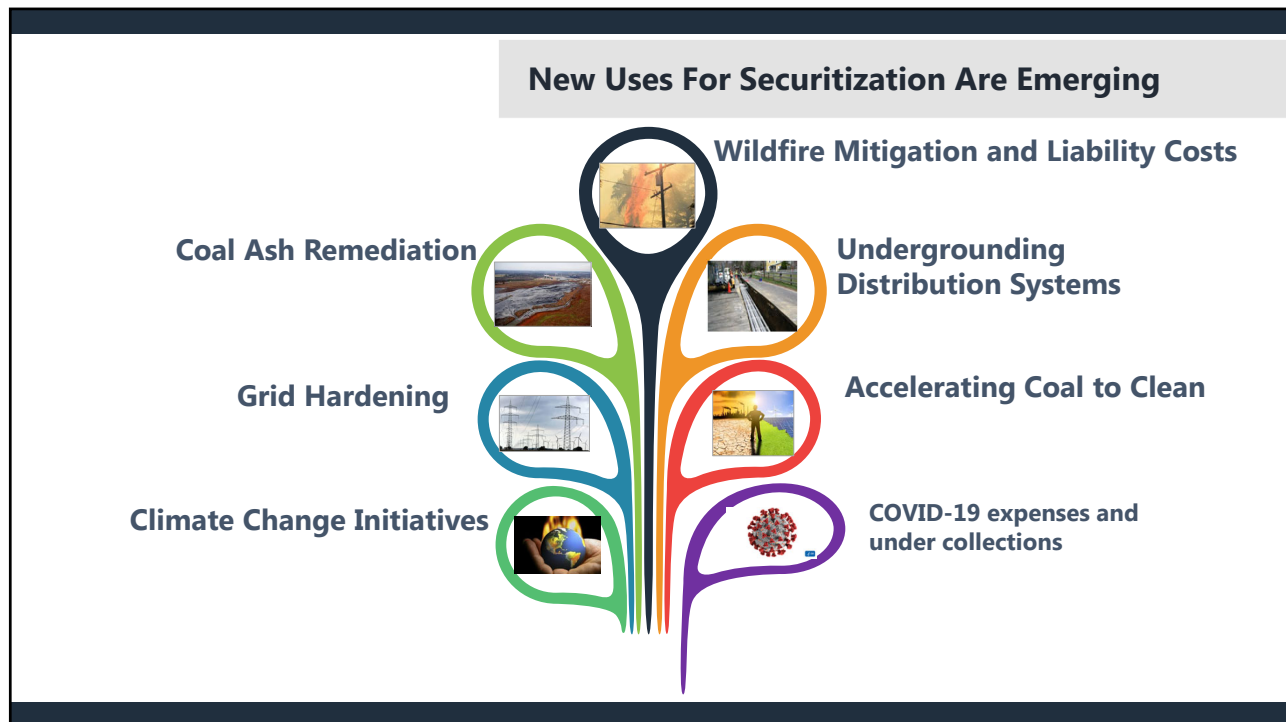 New Uses For Securitization Are Emerging
Wildfire Mitigation and Liability Costs
Coal Ash Remediation
Undergrounding
Distribution Systems
Grid Hardening
Accelerating Coal to Clean
Climate Change Initiatives
COVID-19 expenses and
under collections